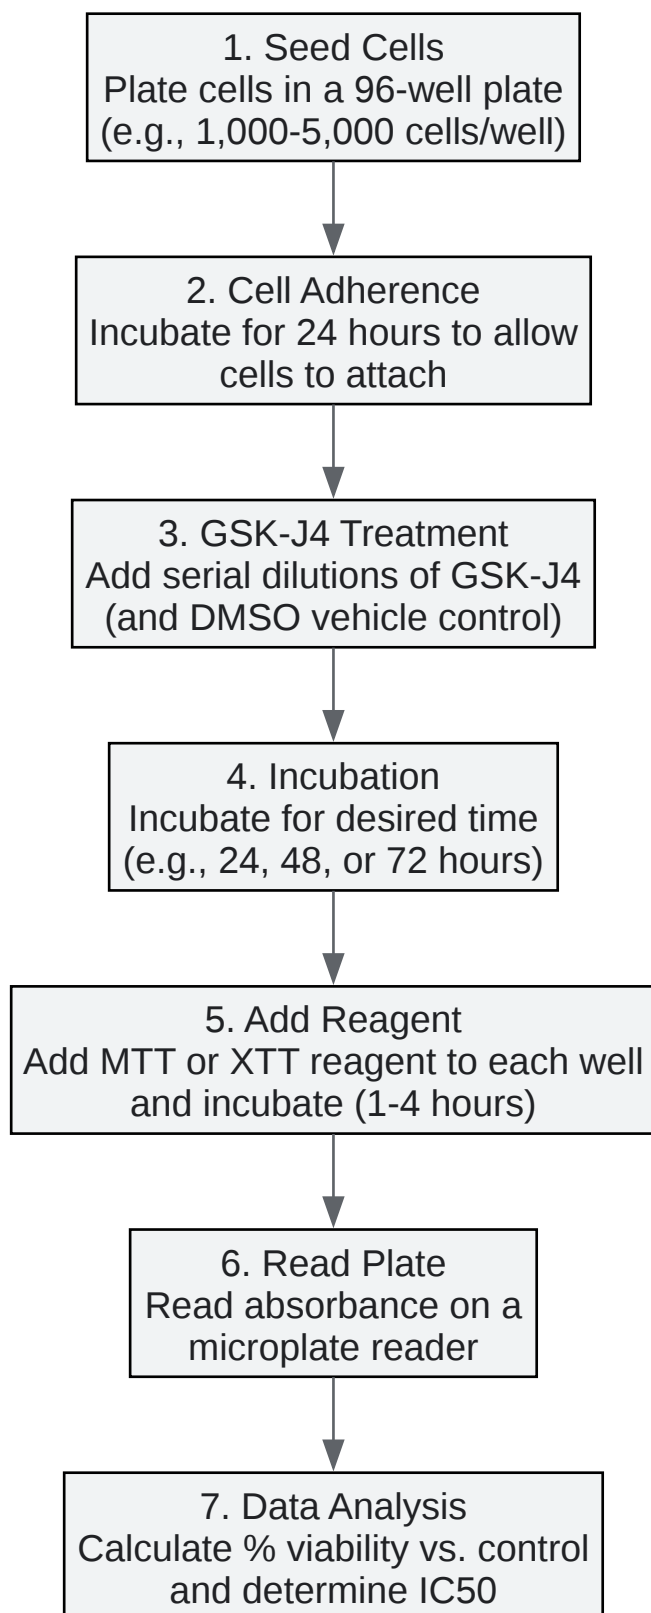 1. Seed Cells
Plate cells in a 96-well plate
(e.g., 1,000-5,000 cells/well)
2. Cell Adherence
Incubate for 24 hours to allow
cells to attach
3. GSK-J4 Treatment
Add serial dilutions of GSK-J4
(and DMSO vehicle control)
4. Incubation
Incubate for desired time
(e.g., 24, 48, or 72 hours)
5. Add Reagent
Add MTT or XTT reagent to each well
and incubate (1-4 hours)
6. Read Plate
Read absorbance on a
microplate reader
7. Data Analysis
Calculate % viability vs. control
and determine IC50